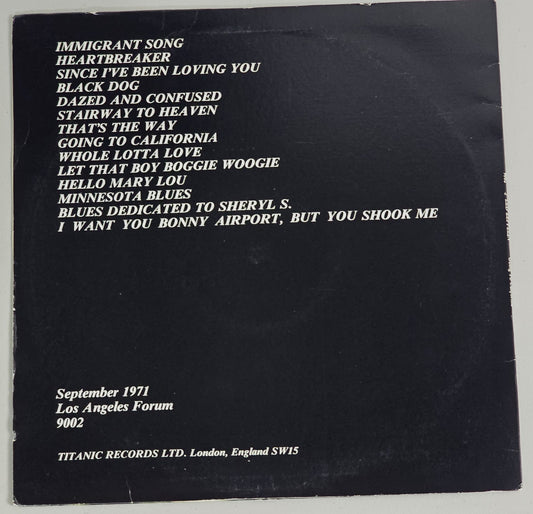 IMMIGRANT SONG
HEARTBREAKER
SINCE I'VE BEEN LOVING YOU
BLACK DOG
DAZED AND CONFUSED
STAIRWAY TO HEAVEN
THAT'S THE WAY
GOING TO CALIFORNIA
WHOLE LOTTA LOVE
LET THAT BOY BOGGIE WOOGIE
HELLO MARY LOU
MINNESOTA BLUES
BLUES DEDICATED TO SHERYL S.
I WANT YOU BONNY AIRPORT, BUT YOU SHOOK ME
September 1971
Los Angeles Forum
9002
TITANIC RECORDS LTD. London, England SW15